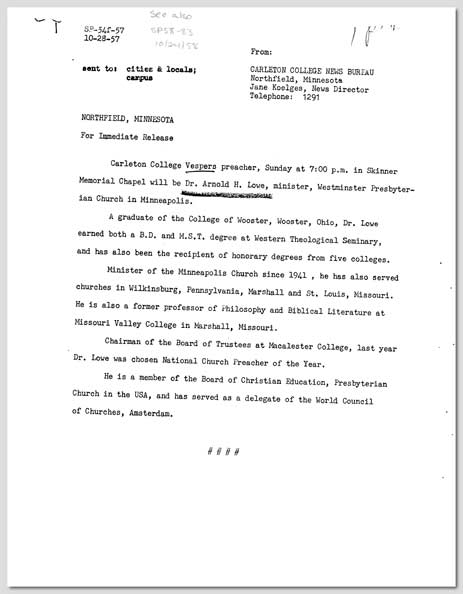 See also
SP-34f-57 SP58-83
10-28-57 10/24/58
From:
sent to: cities & locals; CARLETON COLLEGE NEWS BUREAU
campus Northfield, Minnesota
Jane Koelges, News Director
Telephone: 1291
NORTHFIELD, MINNESOTA
For Immediate Release
Carleton College Vespers preacher, Sunday at 7:00 p.m. in Skinner
Memorial Chapel will be Dr. Arnold H. Lowe, minister, Westminster Presbyter-
ian Church in Minneapolis.
A graduate of the College of Wooster, Wooster, Ohio, Dr. Lowe
earned both a B.D. and M.S.T. degree at Western Theological Seminary,
and has also been the recipient of honorary degrees from five colleges.
Minister of the Minneapolis Church since 1941 , he has also served
churches in Wilkinsburg, Pennsylvania, Marshall and St. Louis, Missouri.
He is also a former professor of Philosophy and Biblical Literature at
Missouri Valley College in Marshall, Missouri.
Chairman of the Board of Trustees at Macalester College, last year
Dr. Lowe was chosen National Church Preacher of the Year.
He is a member of the Board of Christian Education, Presbyterian
Church in the USA, and has served as a delegate of the World Council
of Churches, Amsterdam.
# # # #